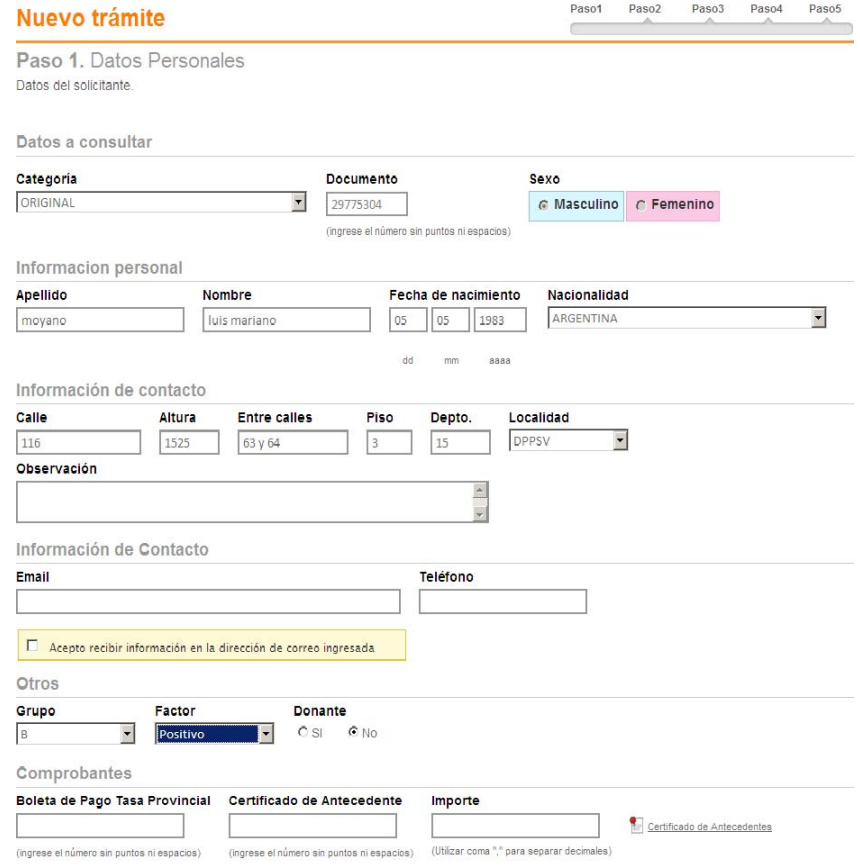 Nuevo trámite
Paso1 Paso2 Paso3 Paso4 Paso5
Paso 1. Datos Personales
Datos del solicitante.
Datos a consultar
Categoría Documento Sexo
ORIGINAL 29775304 Masculino Femenino
(ingrese el número sin puntos ni espacios)
Informacion personal
Apellido Nombre Fecha de nacimiento Nacionalidad
moyano luis mariano 05 05 1983 ARGENTINA
dd mm aaaa
Información de contacto
Calle Altura Entre calles Piso Depto. Localidad
116 1525 63 y 64 3 15 DPPSV
Observación
Información de Contacto
Email Teléfono
Acepto recibir información en la dirección de correo ingresada
Otros
Grupo Factor Donante
B Positivo SI No
Comprobantes
Boleta de Pago Tasa Provincial Certificado de Antecedente Importe
Certificado de Antecedentes
(ingrese el número sin puntos ni espacios) (ingrese el número sin puntos ni espacios) (Utilizar coma "," para separar decimales)